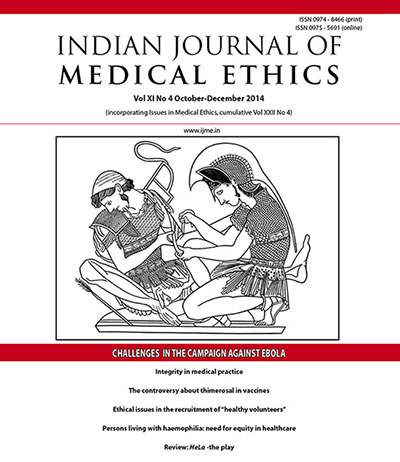 ISSN 0974 - 8466 (print)
ISSN 0975 - 5691 (online)
INDIAN JOURNAL OF
MEDICAL ETHICS
Vol XI No 4 October-December 2014
(incorporating Issues in Medical Ethics, cumulative Vol XXII No 4)
www.ijme.in
CHALLENGES IN THE CAMPAIGN AGAINST EBOLA
Integrity in medical practice
The controversy about thimerosal in vaccines
Ethical issues in the recruitment of "healthy volunteers"
Persons living with haemophilia: need for equity in healthcare
Review: HeLa -the play